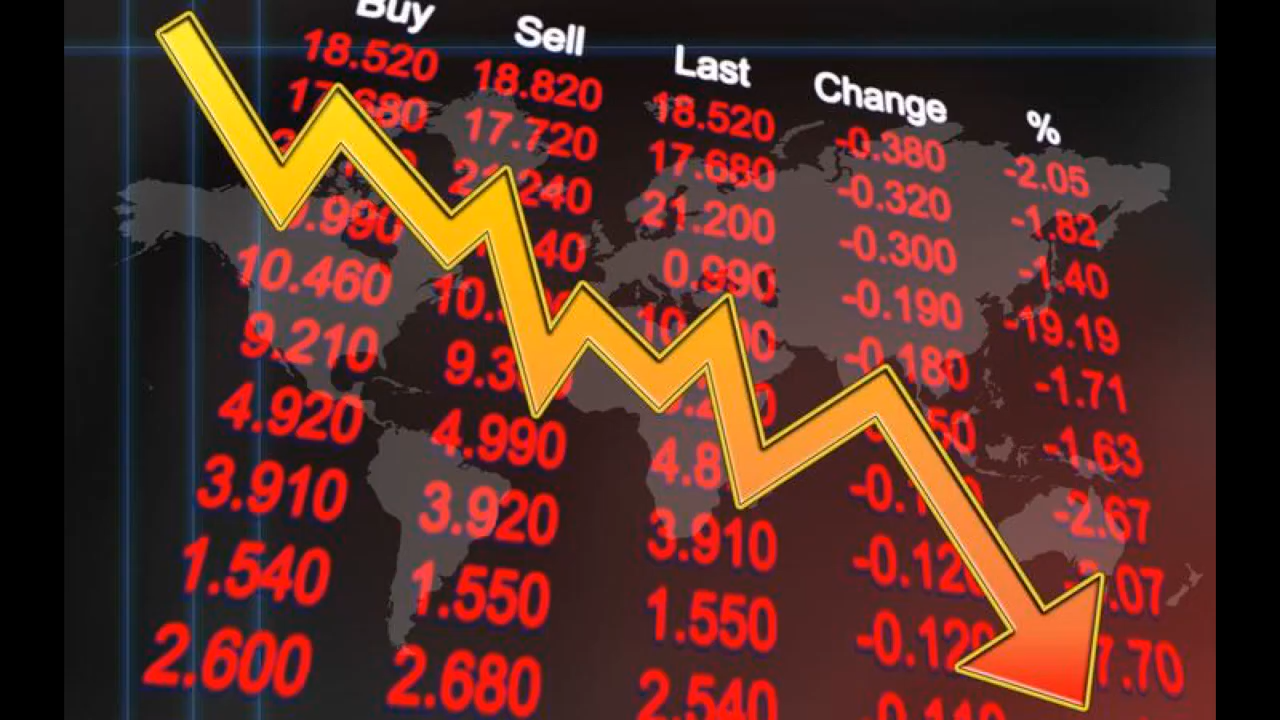 Buy Sell Last Change %
18.520 18.820 18.520 -0.380 -2.05
17.720 17.680 -0.320 -1.82
21.200 -0.300 -1.40
0.990 -0.190 -19.19
10.460 -1.71
9.210 -1.63
4.920 4.990 -2.67
3.910 3.920 3.910
1.540 1.550 1.550
2.600 2.680 2.540